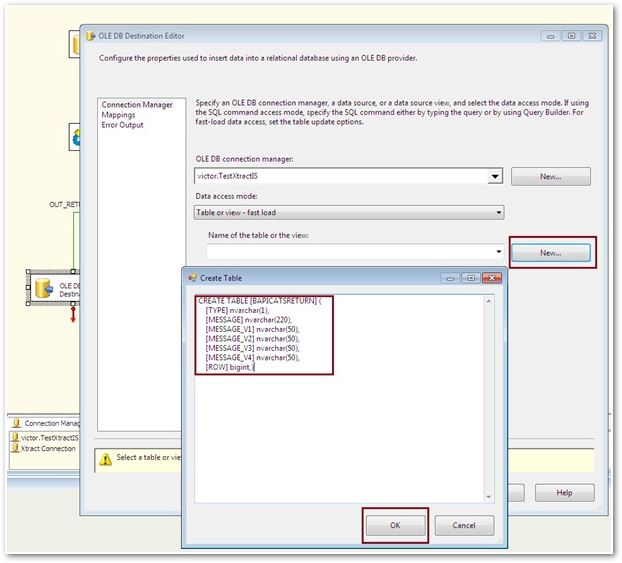 OLE DB Destination Editor
Configure the properties used to insert data into a relational database using an OLE DB provider.
Connection Manager
Mappings
Error Output
Specify an OLE DB connection manager, a data source, or a data source view, and select the data access mode. If using
the SQL command access mode, specify the SQL command either by typing the query or by using Query Builder. For
fast-load data access, set the table update options.
OLE DB connection manager:
victor.TestXtractIS
New...
Data access mode:
Table or view - fast load
Name of the table or the view:
New...
OUT_RETU
OLE DB
Destina
Create Table
CREATE TABLE [BAPICATSRETURN] (
[TYPE] nvarchar(1),
[MESSAGE] nvarchar(220),
[MESSAGE_V1] nvarchar(50),
[MESSAGE_V2] nvarchar(50),
[MESSAGE_V3] nvarchar(50),
[MESSAGE_V4] nvarchar(50),
[ROW] bigint,)
Connection Manag
victor.TestXtractIS
Xtract Connection
Select a table or vie
Help
OK
Cancel